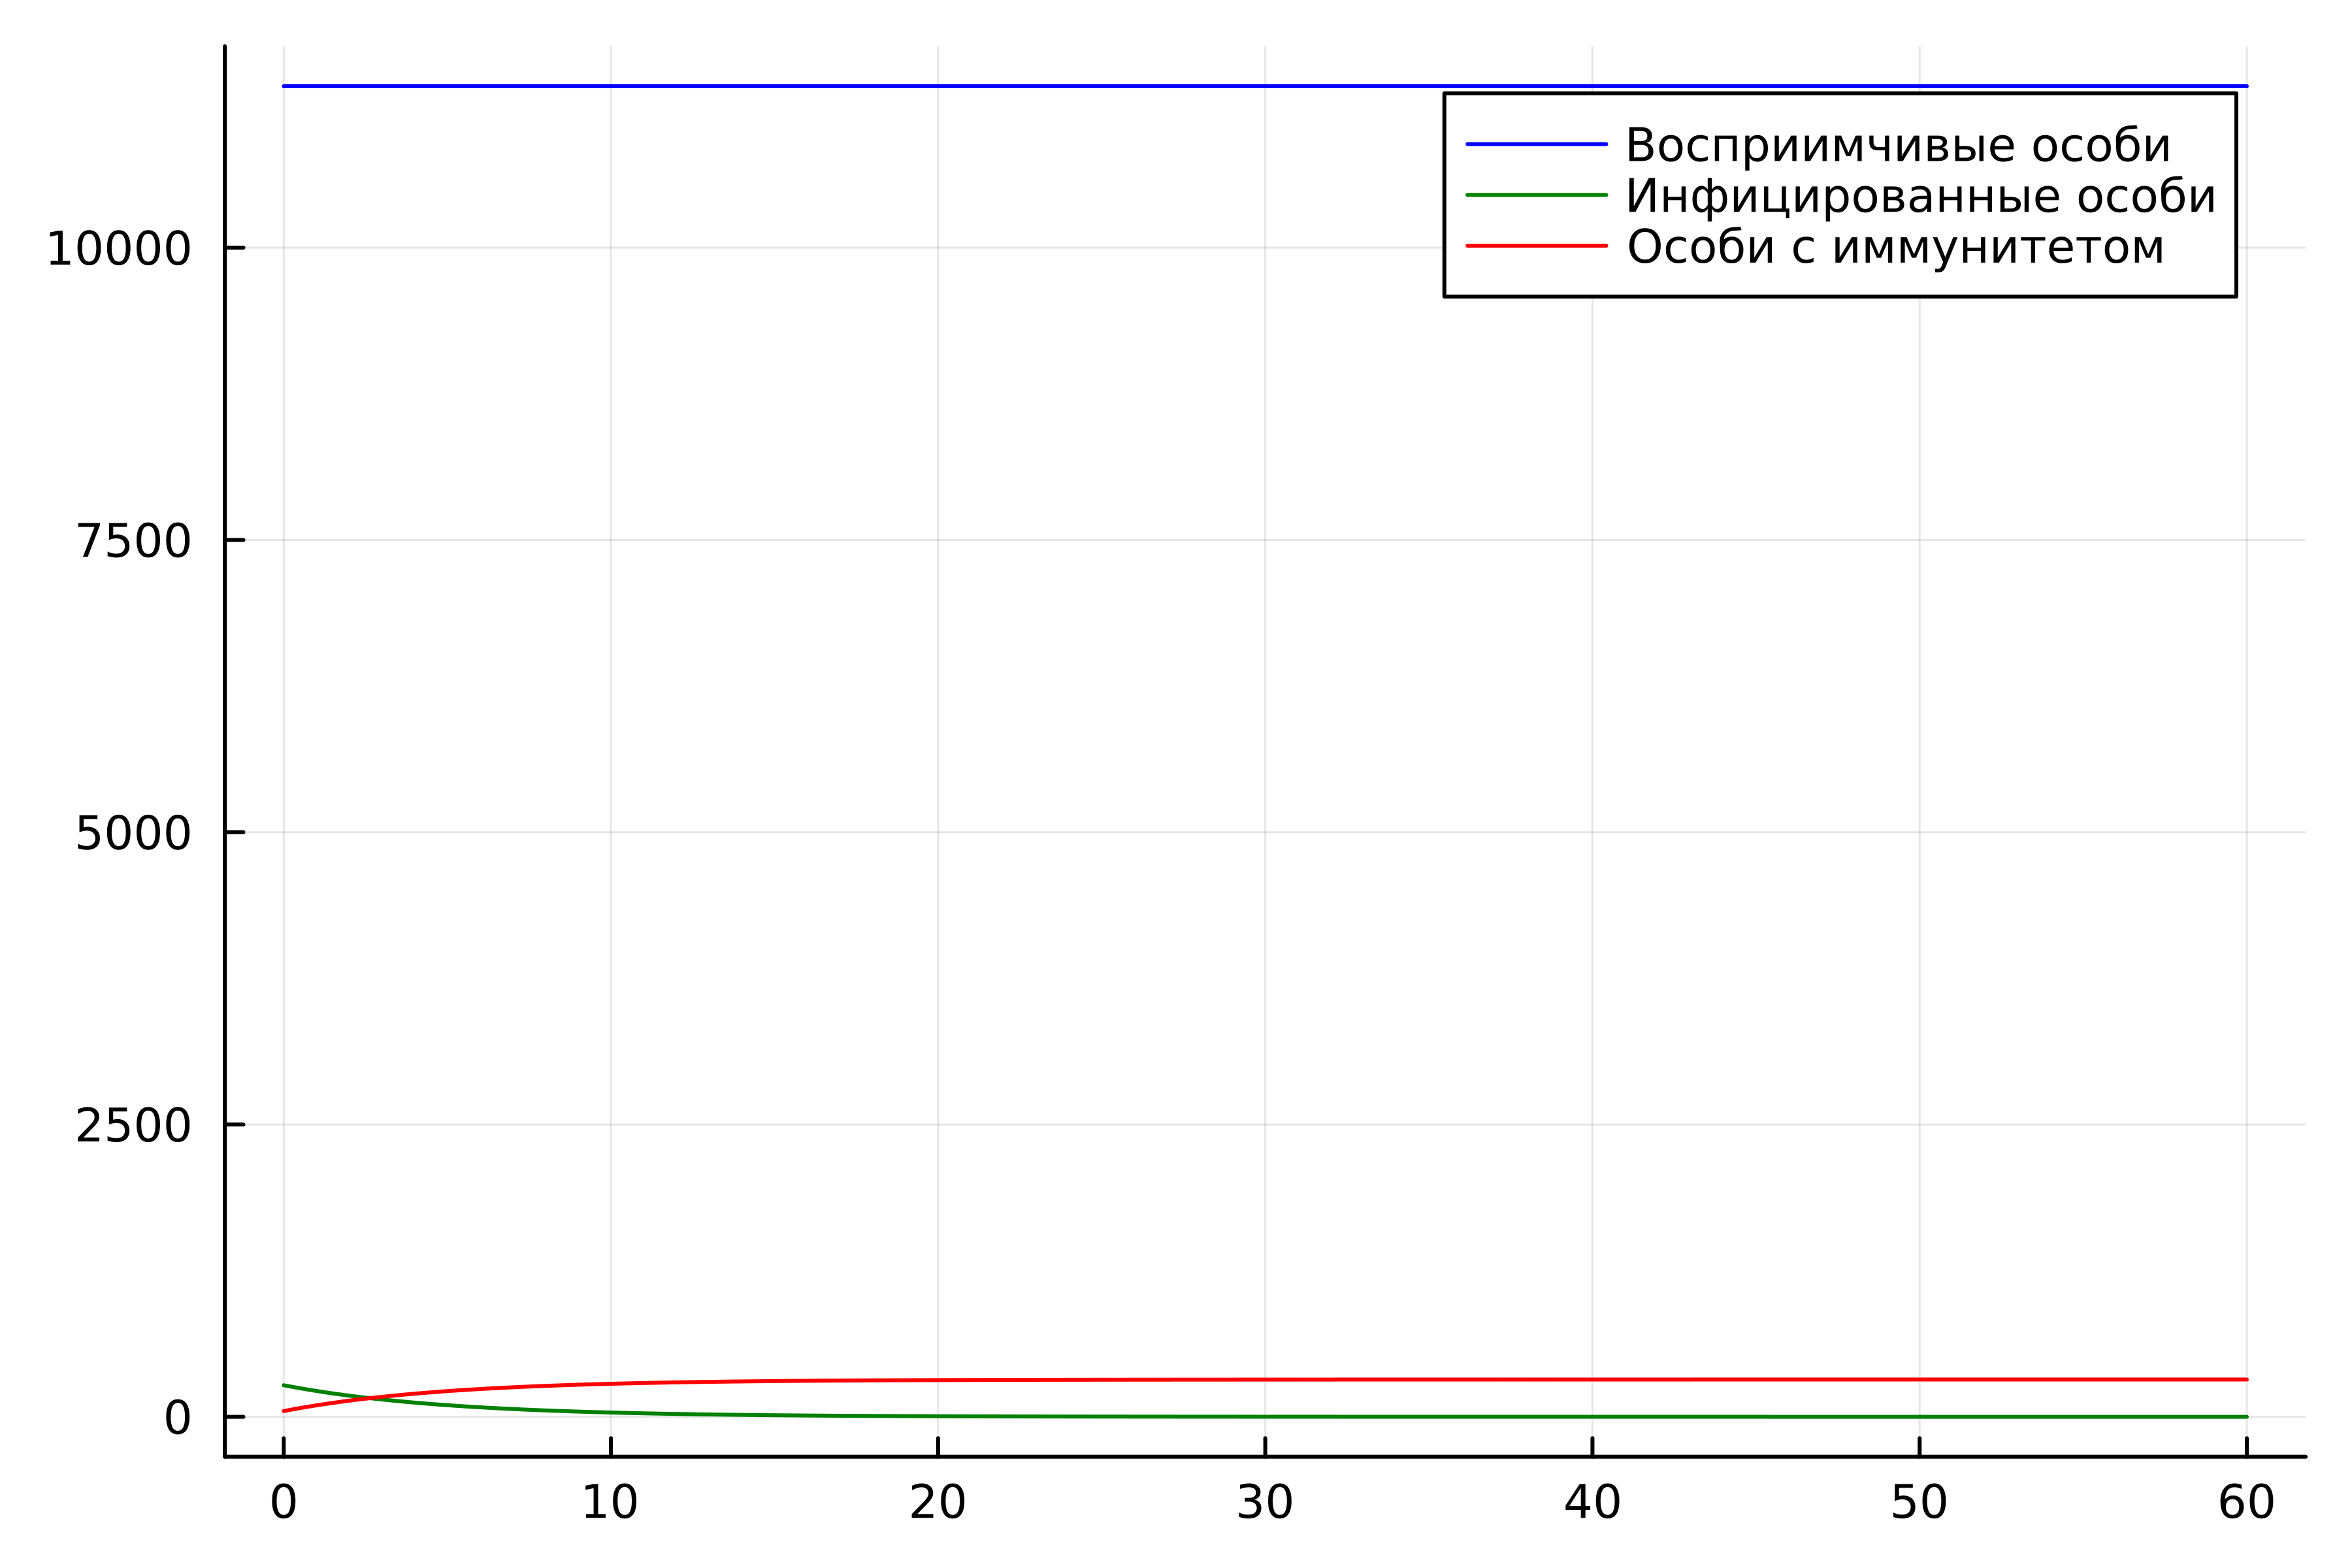 Восприимчивые особи
Инфицированные особи
Особи с иммунитетом
10000
7500
5000
2500
0
0 10 20 30 40 50 60